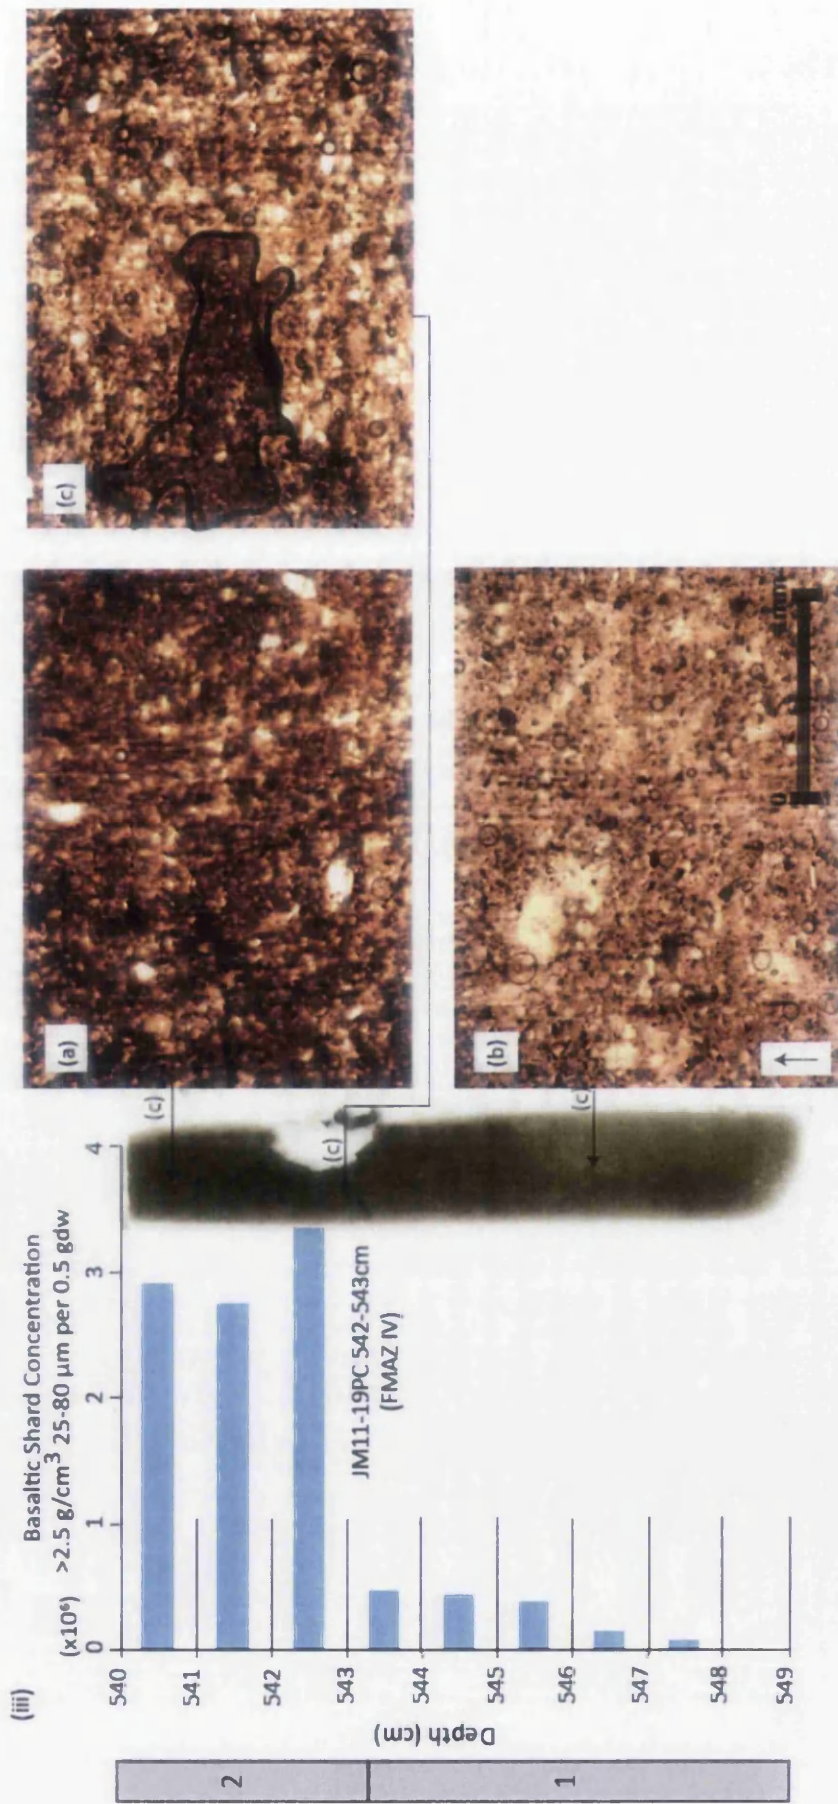 (iii)
Basaltic Shard Concentration
(x10⁶) >2.5 g/cm³ 25-80 µm per 0.5 gdw
0 1 2 3 4
540
541
542
543
544
545
546
547
548
549
Depth (cm)
2
1
JM11-19PC 542-543cm
(FMAZ IV)
(c)
(c)
(c)
(a)
(b)
(c)
0
1mm